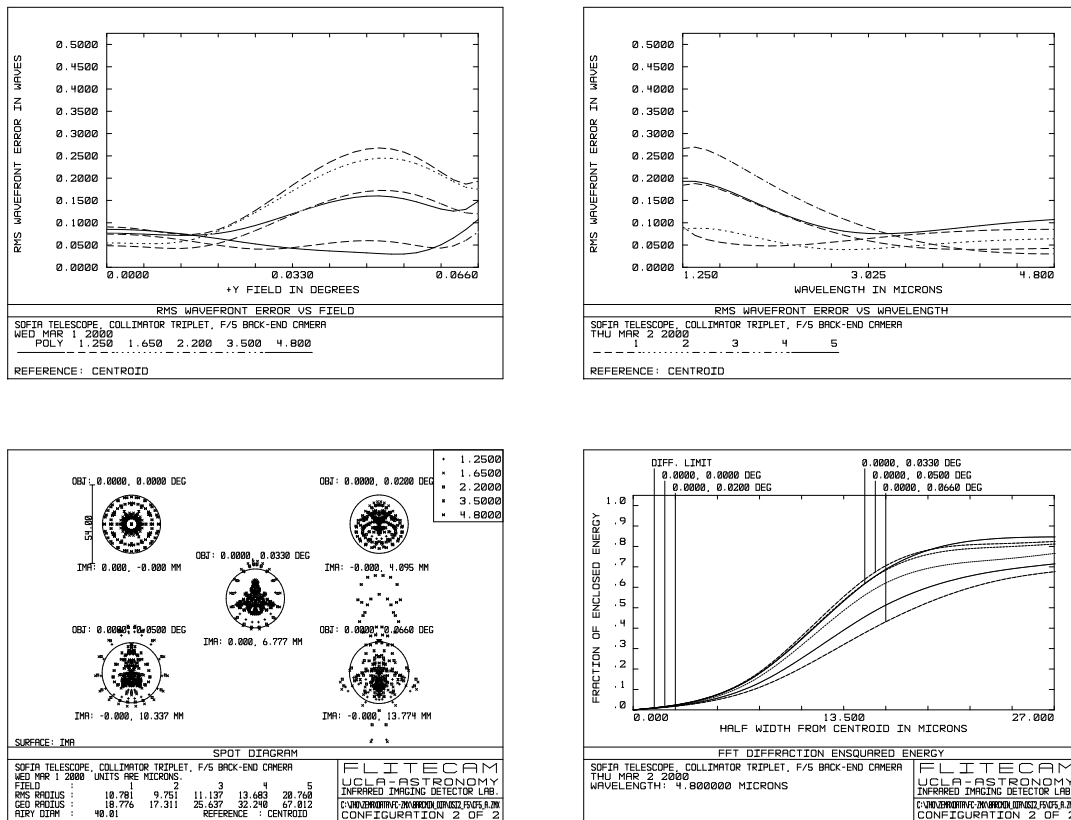 RMS WAVEFRONT ERROR IN WAVES
0.5000
0.4500
0.4000
0.3500
0.3000
0.2500
0.2000
0.1500
0.1000
0.0500
0.0000
0.0000 0.0330 0.0660
+Y FIELD IN DEGREES
RMS WAVEFRONT ERROR VS FIELD
SOFIA TELESCOPE, COLLIMATOR TRIPLET, F/5 BACK-END CAMERA
WED MAR 1 2000
POLY 1.250 1.650 2.200 3.500 4.800
REFERENCE: CENTROID
RMS WAVEFRONT ERROR IN WAVES
0.5000
0.4500
0.4000
0.3500
0.3000
0.2500
0.2000
0.1500
0.1000
0.0500
0.0000
1.250 3.025 4.800
WAVELENGTH IN MICRONS
RMS WAVEFRONT ERROR VS WAVELENGTH
SOFIA TELESCOPE, COLLIMATOR TRIPLET, F/5 BACK-END CAMERA
THU MAR 2 2000
1 2 3 4 5
REFERENCE: CENTROID
1.2500
1.6500
2.2000
3.5000
4.8000
OBJ: 0.0000, 0.0000 DEG
OBJ: 0.0000, 0.0200 DEG
54.00
IMA: 0.000, -0.000 MM
IMA: -0.000, 4.095 MM
OBJ: 0.0000, 0.0330 DEG
IMA: 0.000, 6.777 MM
OBJ: 0.0000, 0.0500 DEG
OBJ: 0.0000, 0.0660 DEG
IMA: -0.000, 10.337 MM
IMA: -0.000, 13.774 MM
SURFACE: IMA
SPOT DIAGRAM
SOFIA TELESCOPE, COLLIMATOR TRIPLET, F/5 BACK-END CAMERA
WED MAR 1 2000 UNITS ARE MICRONS.
FIELD : 1 2 3 4 5
RMS RADIUS : 10.781 9.751 11.137 13.683 20.760
GEO RADIUS : 18.776 17.311 25.637 32.240 67.012
AIRY DIAM : 40.01 REFERENCE : CENTROID
FLITECAM
UCLA-ASTRONOMY
INFRARED IMAGING DETECTOR LAB.
CONFIGURATION 2 OF 2
DIFF. LIMIT
0.0000, 0.0000 DEG
0.0000, 0.0200 DEG
0.0000, 0.0330 DEG
0.0000, 0.0500 DEG
0.0000, 0.0660 DEG
FRACTION OF ENCLOSED ENERGY
1.0
.9
.8
.7
.6
.5
.4
.3
.2
.1
.0
0.000 13.500 27.000
HALF WIDTH FROM CENTROID IN MICRONS
FFT DIFFRACTION ENSQUARED ENERGY
SOFIA TELESCOPE, COLLIMATOR TRIPLET, F/5 BACK-END CAMERA
THU MAR 2 2000
WAVELENGTH: 4.800000 MICRONS
FLITECAM
UCLA-ASTRONOMY
INFRARED IMAGING DETECTOR LAB.
CONFIGURATION 2 OF 2